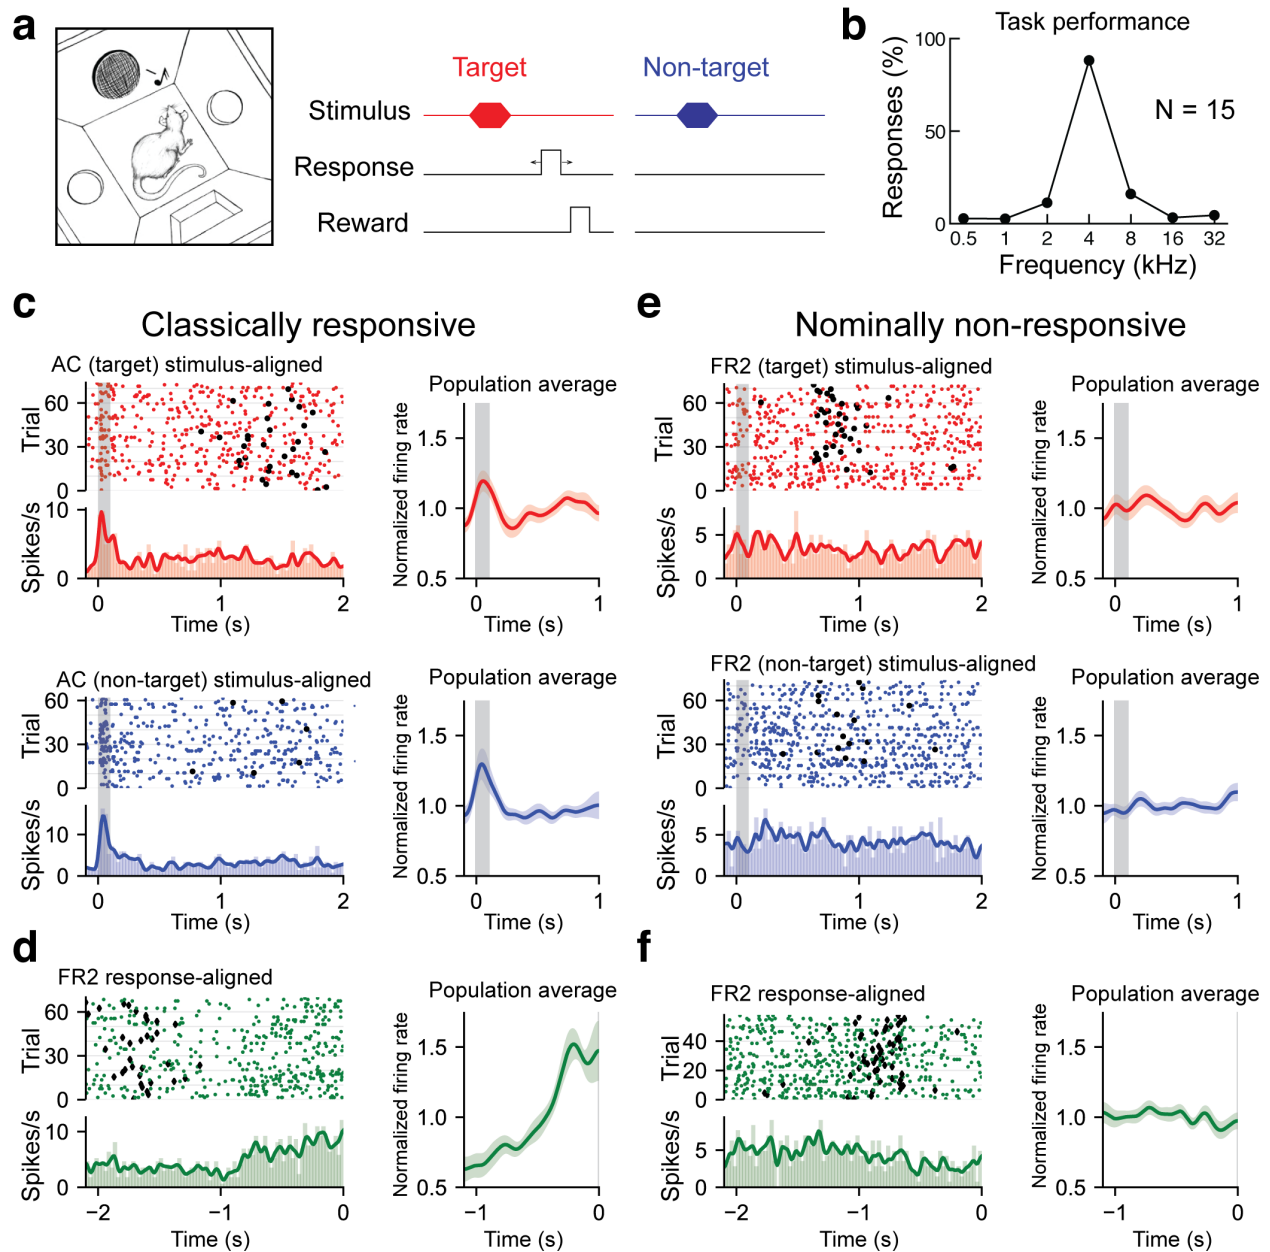 a
Target
Non-target
Stimulus
Response
Reward
b
Task performance
Responses (%)
100
50
0
N = 15
0.5 1 2 4 8 16 32
Frequency (kHz)
c
Classically responsive
AC (target) stimulus-aligned
Trial
60
30
0
Spikes/s
10
0
0 1 2
Time (s)
Population average
Normalized firing rate
1.5
1.0
0.5
0 1
Time (s)
AC (non-target) stimulus-aligned
Trial
60
30
0
Spikes/s
10
0
0 1 2
Time (s)
Population average
Normalized firing rate
1.5
1.0
0.5
0 1
Time (s)
d
FR2 response-aligned
Trial
60
30
0
Spikes/s
10
0
−2 −1 0
Time (s)
Population average
Normalized firing rate
1.5
1.0
0.5
−1 0
Time (s)
e
Nominally non-responsive
FR2 (target) stimulus-aligned
Trial
60
30
0
Spikes/s
5
0
0 1 2
Time (s)
Population average
Normalized firing rate
1.5
1.0
0.5
0 1
Time (s)
FR2 (non-target) stimulus-aligned
Trial
60
30
0
Spikes/s
5
0
0 1 2
Time (s)
Population average
Normalized firing rate
1.5
1.0
0.5
0 1
Time (s)
f
FR2 response-aligned
Trial
40
20
0
Spikes/s
5
0
−2 −1 0
Time (s)
Population average
Normalized firing rate
1.5
1.0
0.5
−1 0
Time (s)